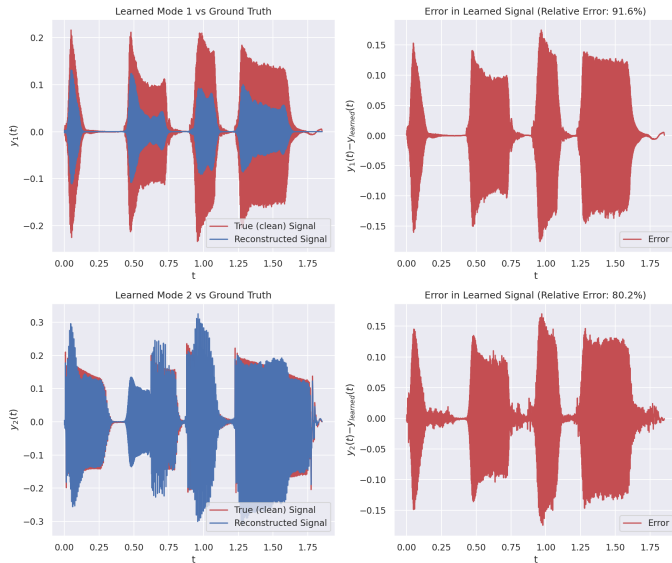 Learned Mode 1 vs Ground Truth
y₁(t)
0.2
0.1
0.0
−0.1
−0.2
True (clean) Signal
Reconstructed Signal
0.00 0.25 0.50 0.75 1.00 1.25 1.50 1.75
t
Error in Learned Signal (Relative Error: 91.6%)
y₁(t)−y_learned(t)
0.15
0.10
0.05
0.00
−0.05
−0.10
−0.15
Error
0.00 0.25 0.50 0.75 1.00 1.25 1.50 1.75
t
Learned Mode 2 vs Ground Truth
y₂(t)
0.3
0.2
0.1
0.0
−0.1
−0.2
−0.3
True (clean) Signal
Reconstructed Signal
0.00 0.25 0.50 0.75 1.00 1.25 1.50 1.75
t
Error in Learned Signal (Relative Error: 80.2%)
y₂(t)−y_learned(t)
0.15
0.10
0.05
0.00
−0.05
−0.10
−0.15
Error
0.00 0.25 0.50 0.75 1.00 1.25 1.50 1.75
t